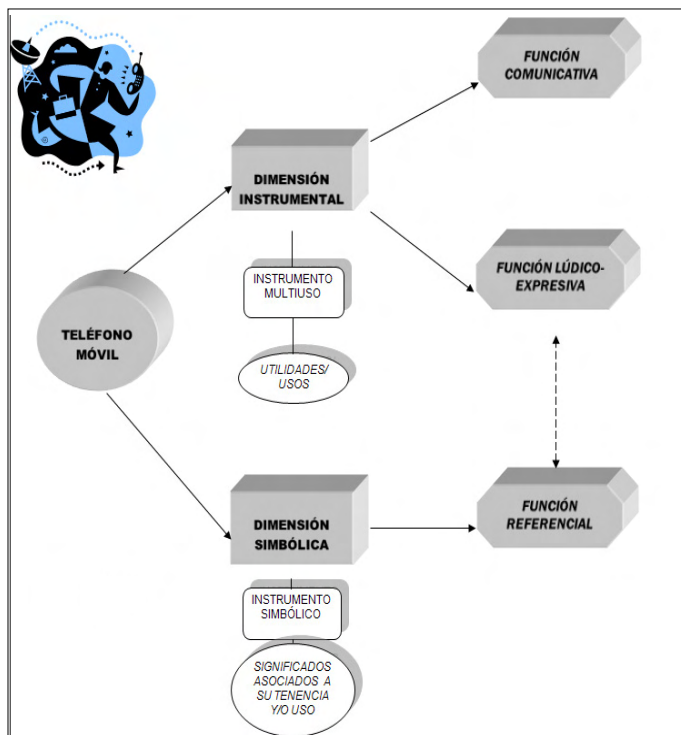 FUNCIÓN
COMUNICATIVA
DIMENSIÓN
INSTRUMENTAL
FUNCIÓN LÚDICO-
EXPRESIVA
INSTRUMENTO
MULTIUSO
TELÉFONO
MÓVIL
UTILIDADES/
USOS
DIMENSIÓN
SIMBÓLICA
FUNCIÓN
REFERENCIAL
INSTRUMENTO
SIMBÓLICO
SIGNIFICADOS
ASOCIADOS A
SU TENENCIA
Y/O USO